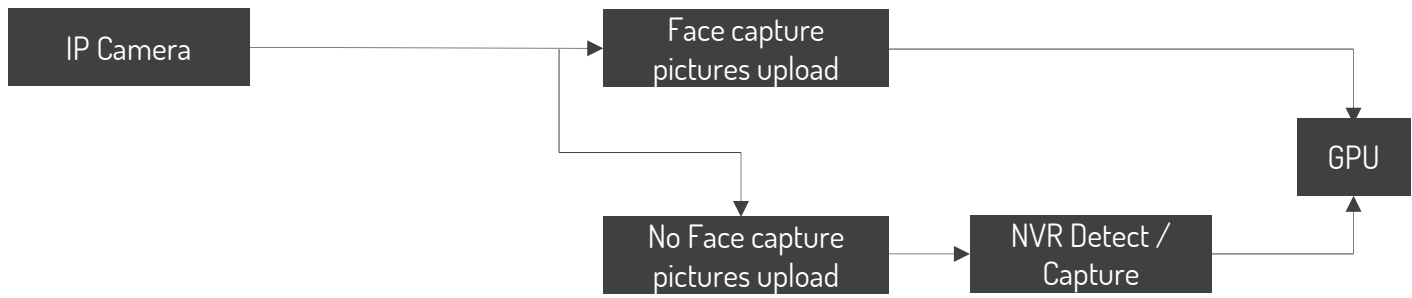 IP Camera
Face capture
pictures upload
GPU
No Face capture
pictures upload
NVR Detect /
Capture